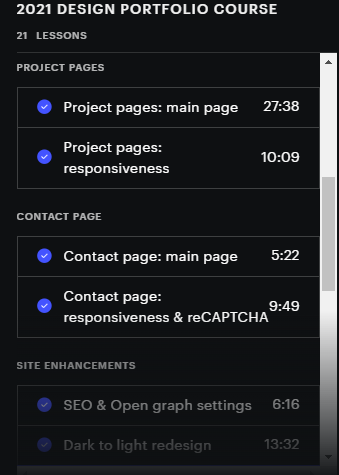 2021 DESIGN PORTFOLIO COURSE
21 LESSONS
PROJECT PAGES
Project pages: main page 27:38
Project pages:
responsiveness 10:09
CONTACT PAGE
Contact page: main page 5:22
Contact page:
responsiveness & reCAPTCHA 9:49
SITE ENHANCEMENTS
SEO & Open graph settings 6:16
Dark to light redesign 13:32